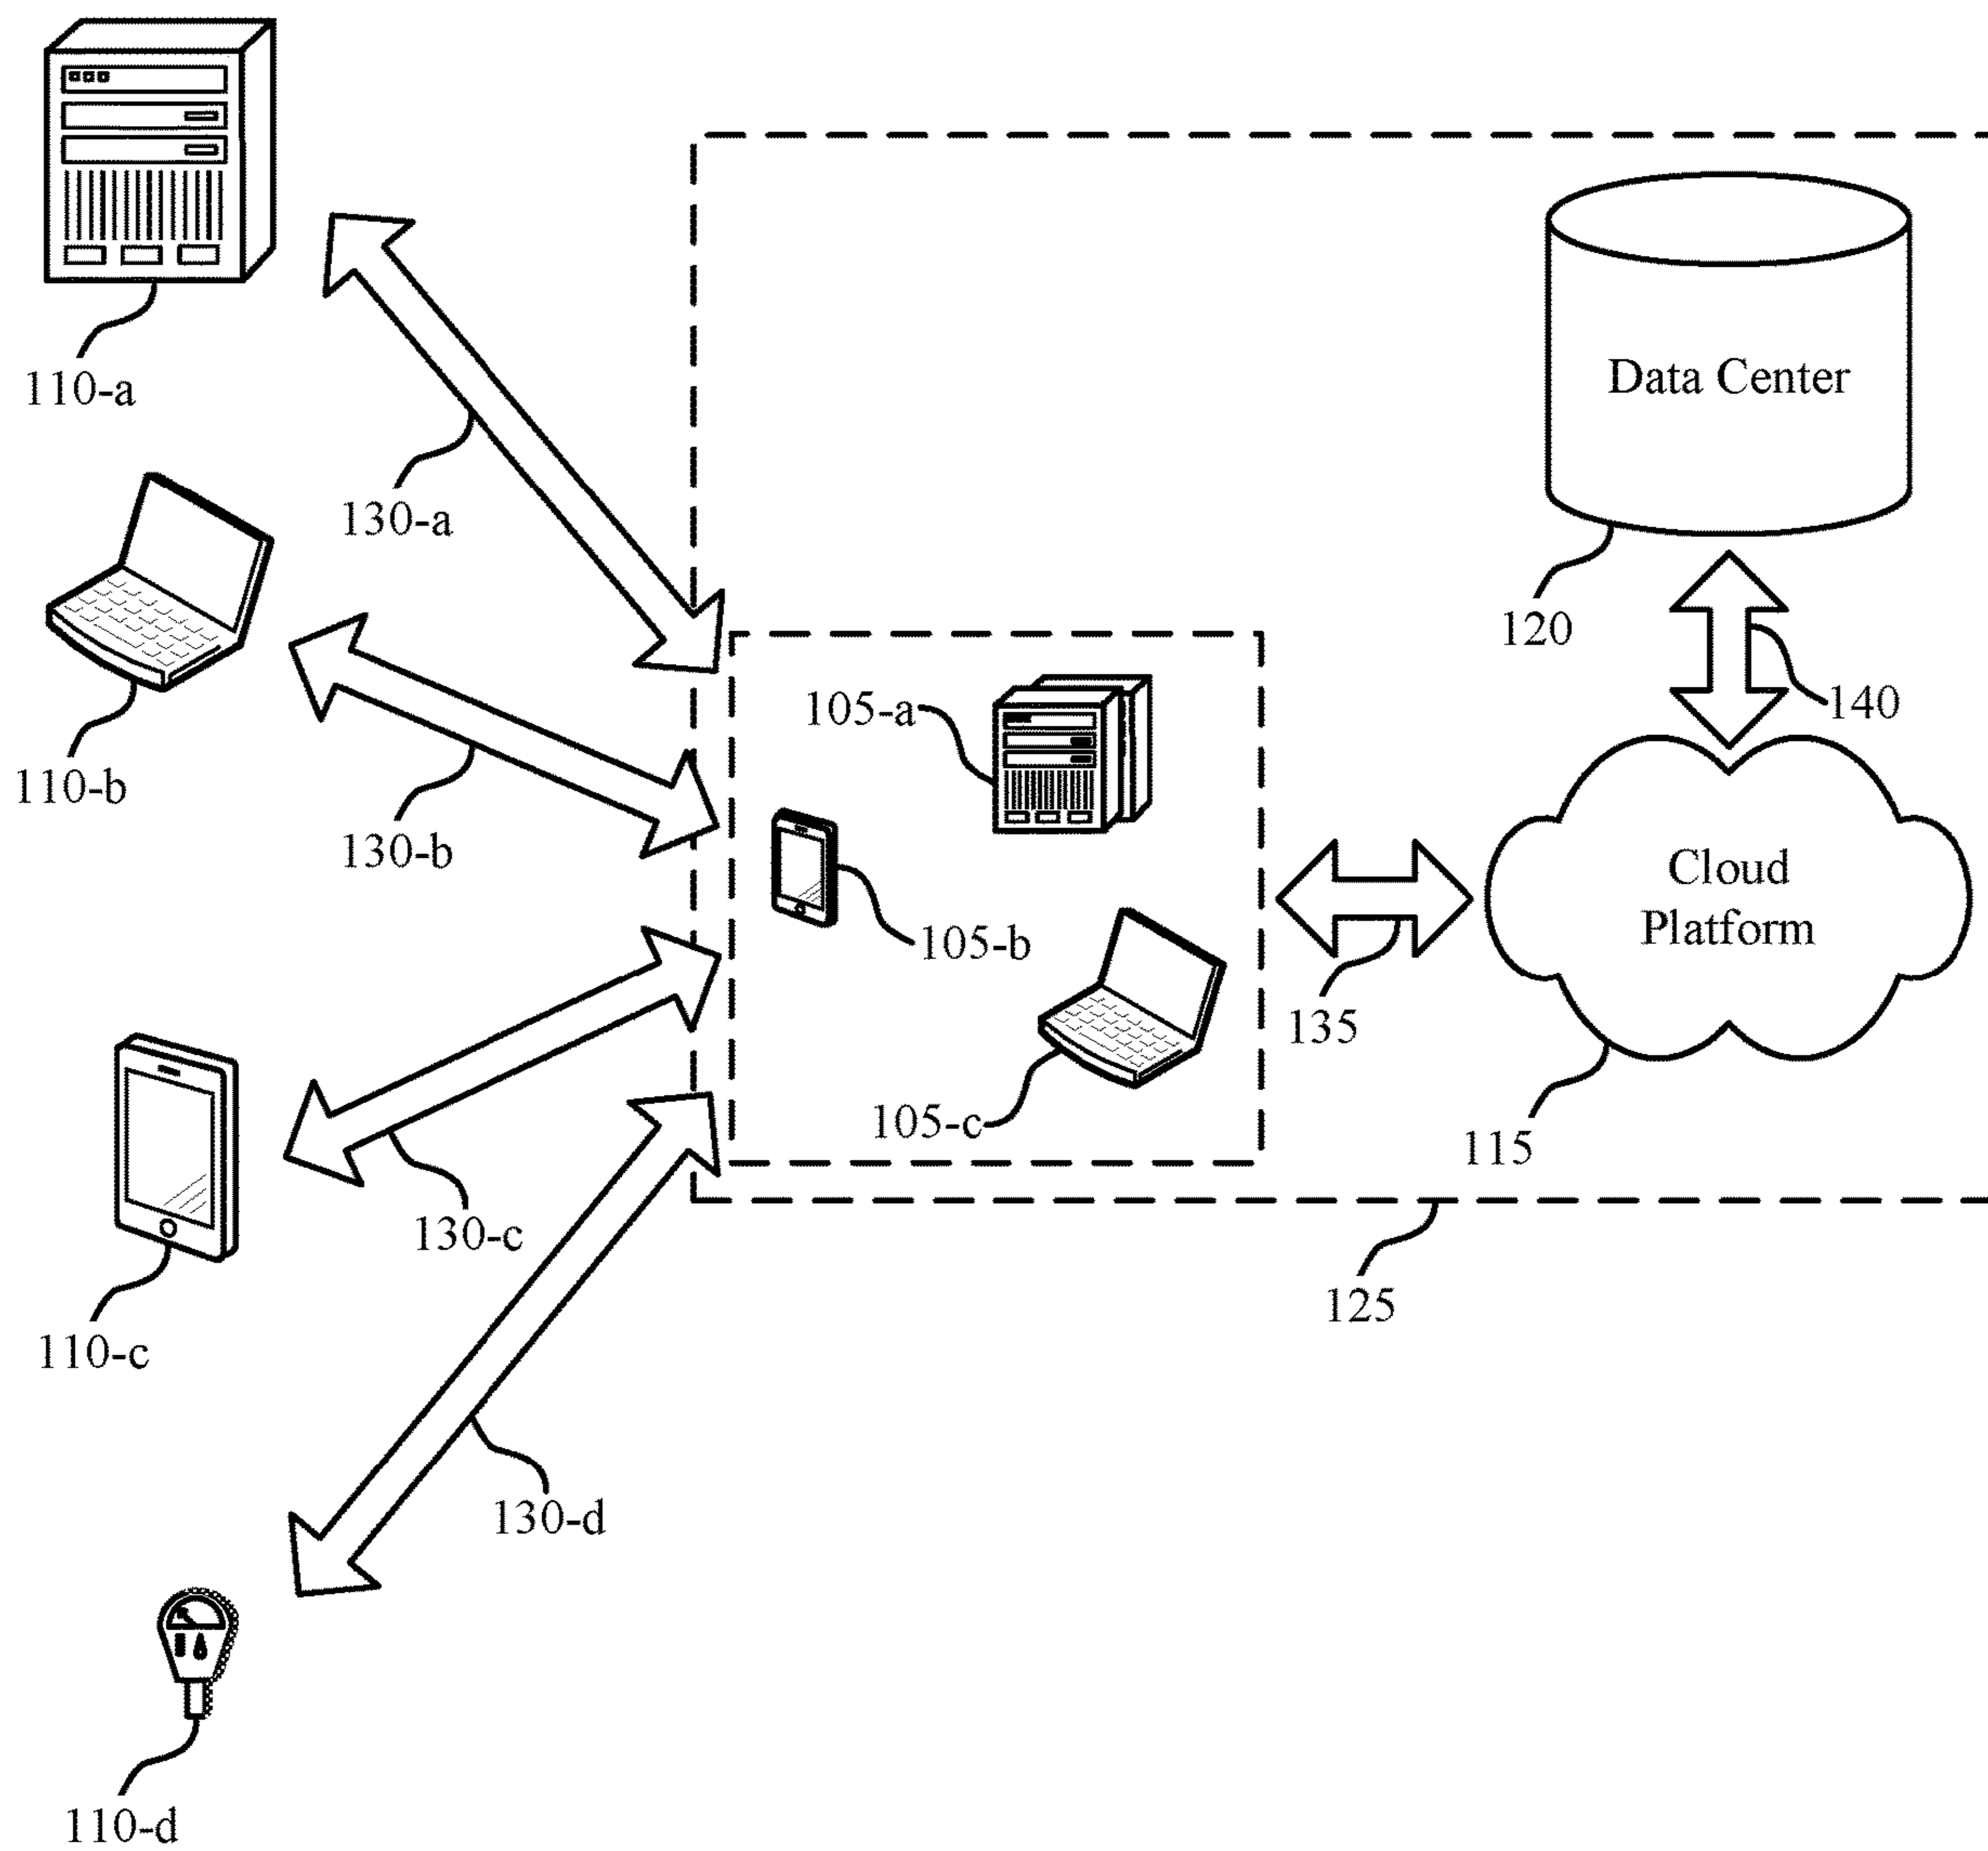 110-a
130-a
Data Center
120
140
105-a
110-b
130-b
105-b
Cloud
Platform
135
105-c
115
130-c
125
110-c
130-d
110-d